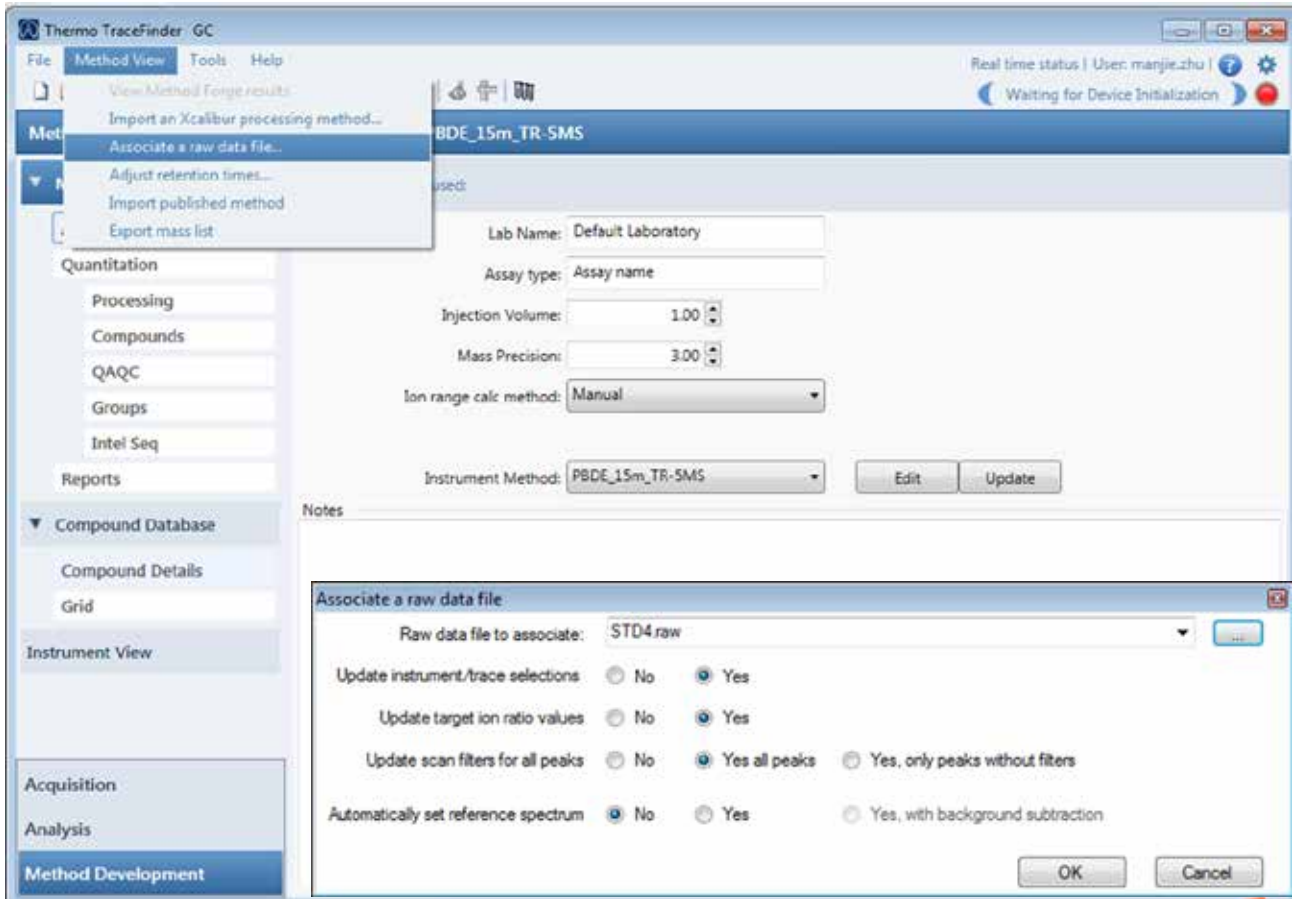 Thermo TraceFinder GC
File Method View Tools Help
Real time status | User: manjie.zhu | ?
View Method Forge results
Waiting for Device Initialization
Import an Xcalibur processing method...
Met
PBDE_15m_TR-5MS
Associate a raw data file...
Adjust retention times...
used:
Import published method
Export mass list
Lab Name: Default Laboratory
Quantitation
Assay type: Assay name
Processing
Injection Volume: 1.00
Compounds
Mass Precision: 3.00
QAQC
Ion range calc method: Manual
Groups
Intel Seq
Reports
Instrument Method: PBDE_15m_TR-5MS Edit Update
Notes
Compound Database
Compound Details
Grid
Instrument View
Associate a raw data file
Raw data file to associate: STD4.raw ...
Update instrument/trace selections No Yes
Update target ion ratio values No Yes
Update scan filters for all peaks No Yes all peaks Yes, only peaks without filters
Automatically set reference spectrum No Yes Yes, with background subtraction
OK Cancel
Acquisition
Analysis
Method Development